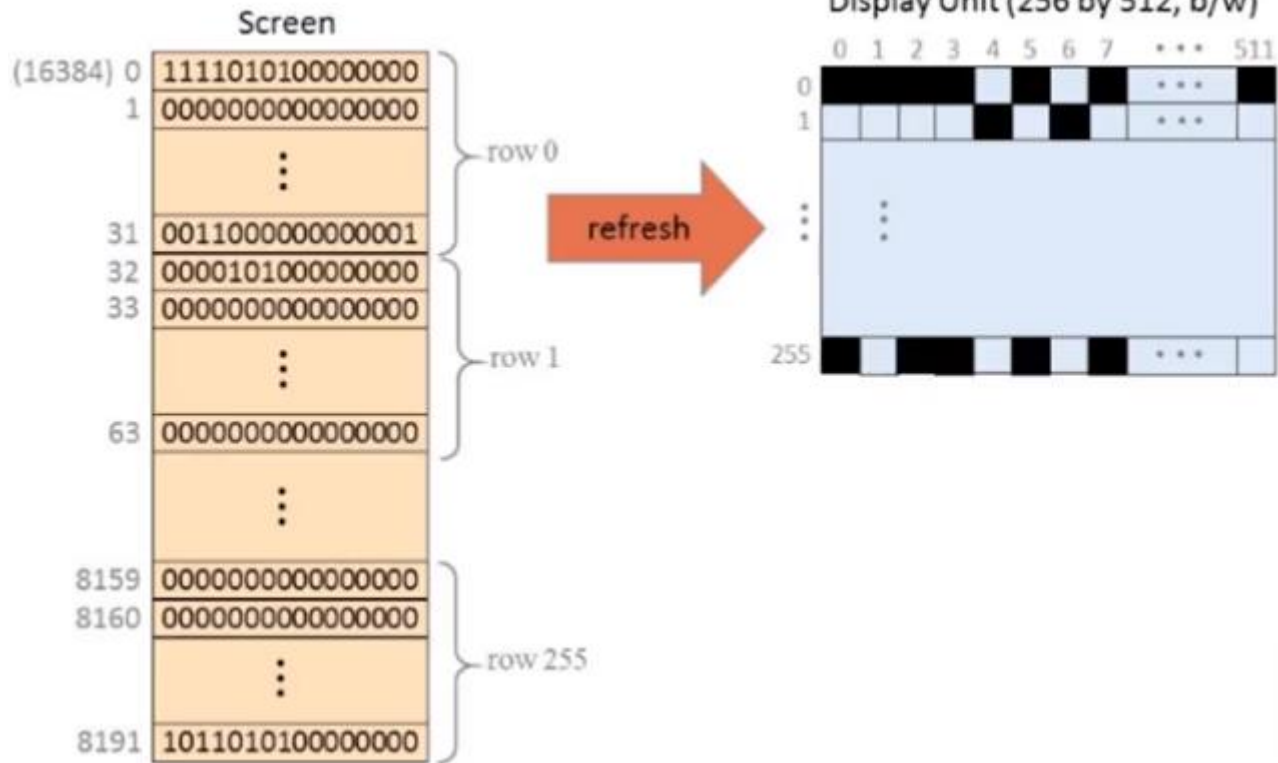 Screen
(16384) 0 1111010100000000
1 0000000000000000
⋮
31 0011000000000001
row 0
32 0000101000000000
33 0000000000000000
⋮
63 0000000000000000
row 1
⋮
8159 0000000000000000
8160 0000000000000000
⋮
8191 1011010100000000
row 255
refresh
Display Unit (256 by 512, b/w)
0 1 2 3 4 5 6 7 ••• 511
0 •••
1 •••
⋮ ⋮
255 •••